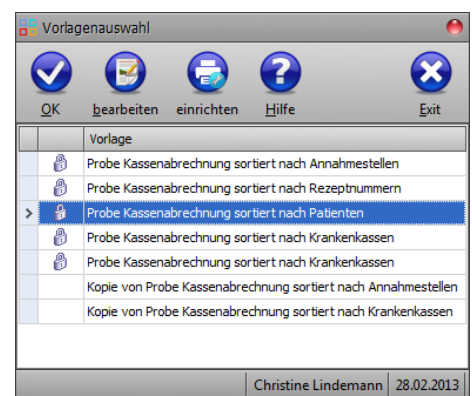 Vorlagenauswahl
OK bearbeiten einrichten Hilfe Exit
Vorlage
Probe Kassenabrechnung sortiert nach Annahmestellen
Probe Kassenabrechnung sortiert nach Rezeptnummern
Probe Kassenabrechnung sortiert nach Patienten
Probe Kassenabrechnung sortiert nach Krankenkassen
Probe Kassenabrechnung sortiert nach Krankenkassen
Kopie von Probe Kassenabrechnung sortiert nach Annahmestellen
Kopie von Probe Kassenabrechnung sortiert nach Krankenkassen
Christine Lindemann 28.02.2013